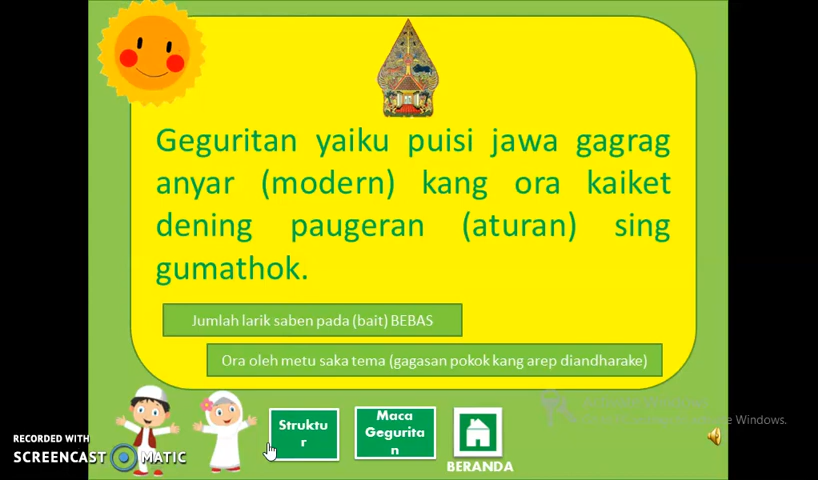 Geguritan yaiku puisi jawa gagrag
anyar (modern) kang ora kaiket
dening paugeran (aturan) sing
gumathok.
Jumlah larik saben pada (bait) BEBAS
Ora oleh metu saka tema (gagasan pokok kang arep diandharake)
Struktu
r
Maca
Gegurita
n
BERANDA
Windows.
RECORDED WITH
SCREENCAST MATIC